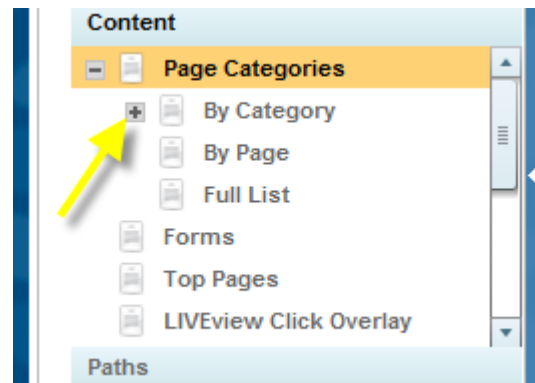 Content
Page Categories
By Category
By Page
Full List
Forms
Top Pages
LIVEview Click Overlay
Paths